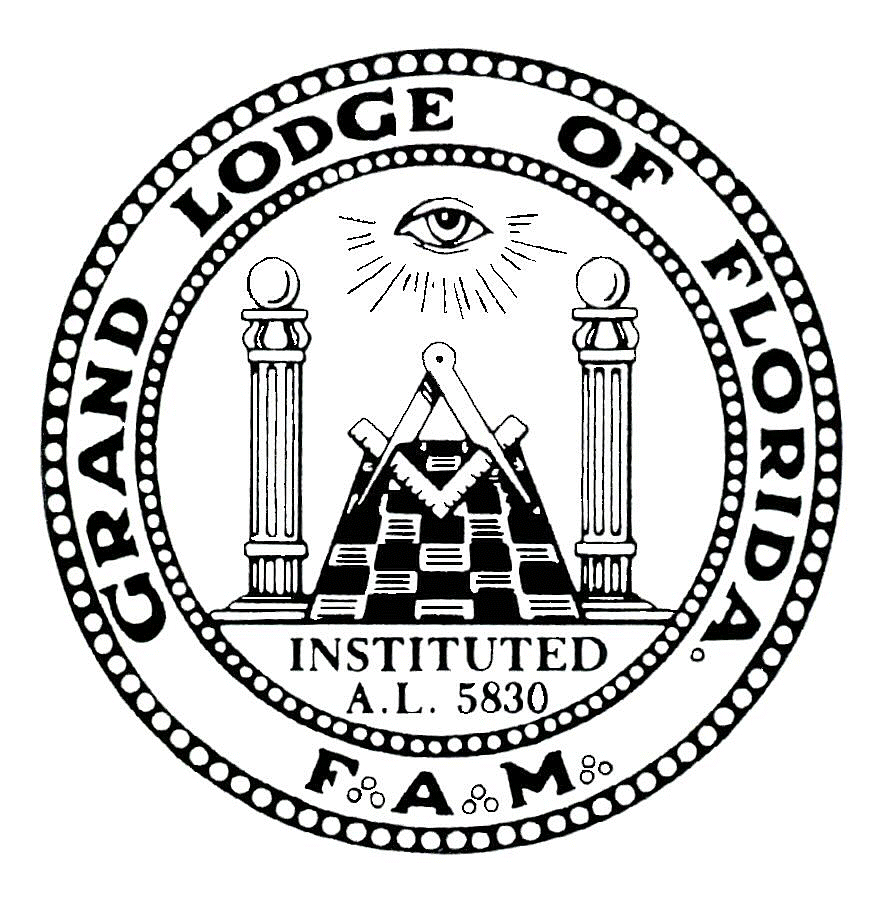 GRAND LODGE OF FLORIDA.
INSTITUTED
A.L. 5830
F∴A∴M∴